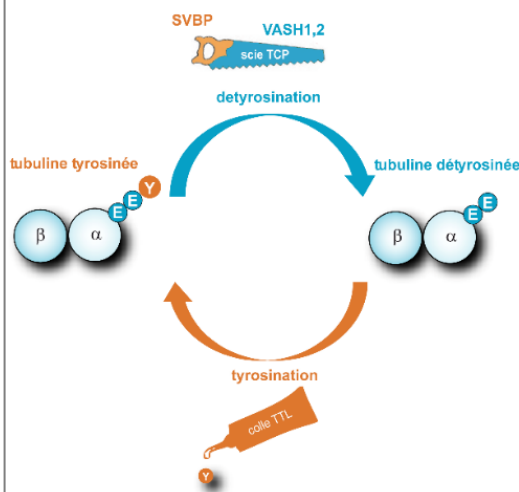 SVBP
VASH1,2
scie TCP
detyrosination
tubuline tyrosinée
tubuline détyrosinée
Y
E
E
β
α
E
E
β
α
tyrosination
colle TTL
Y